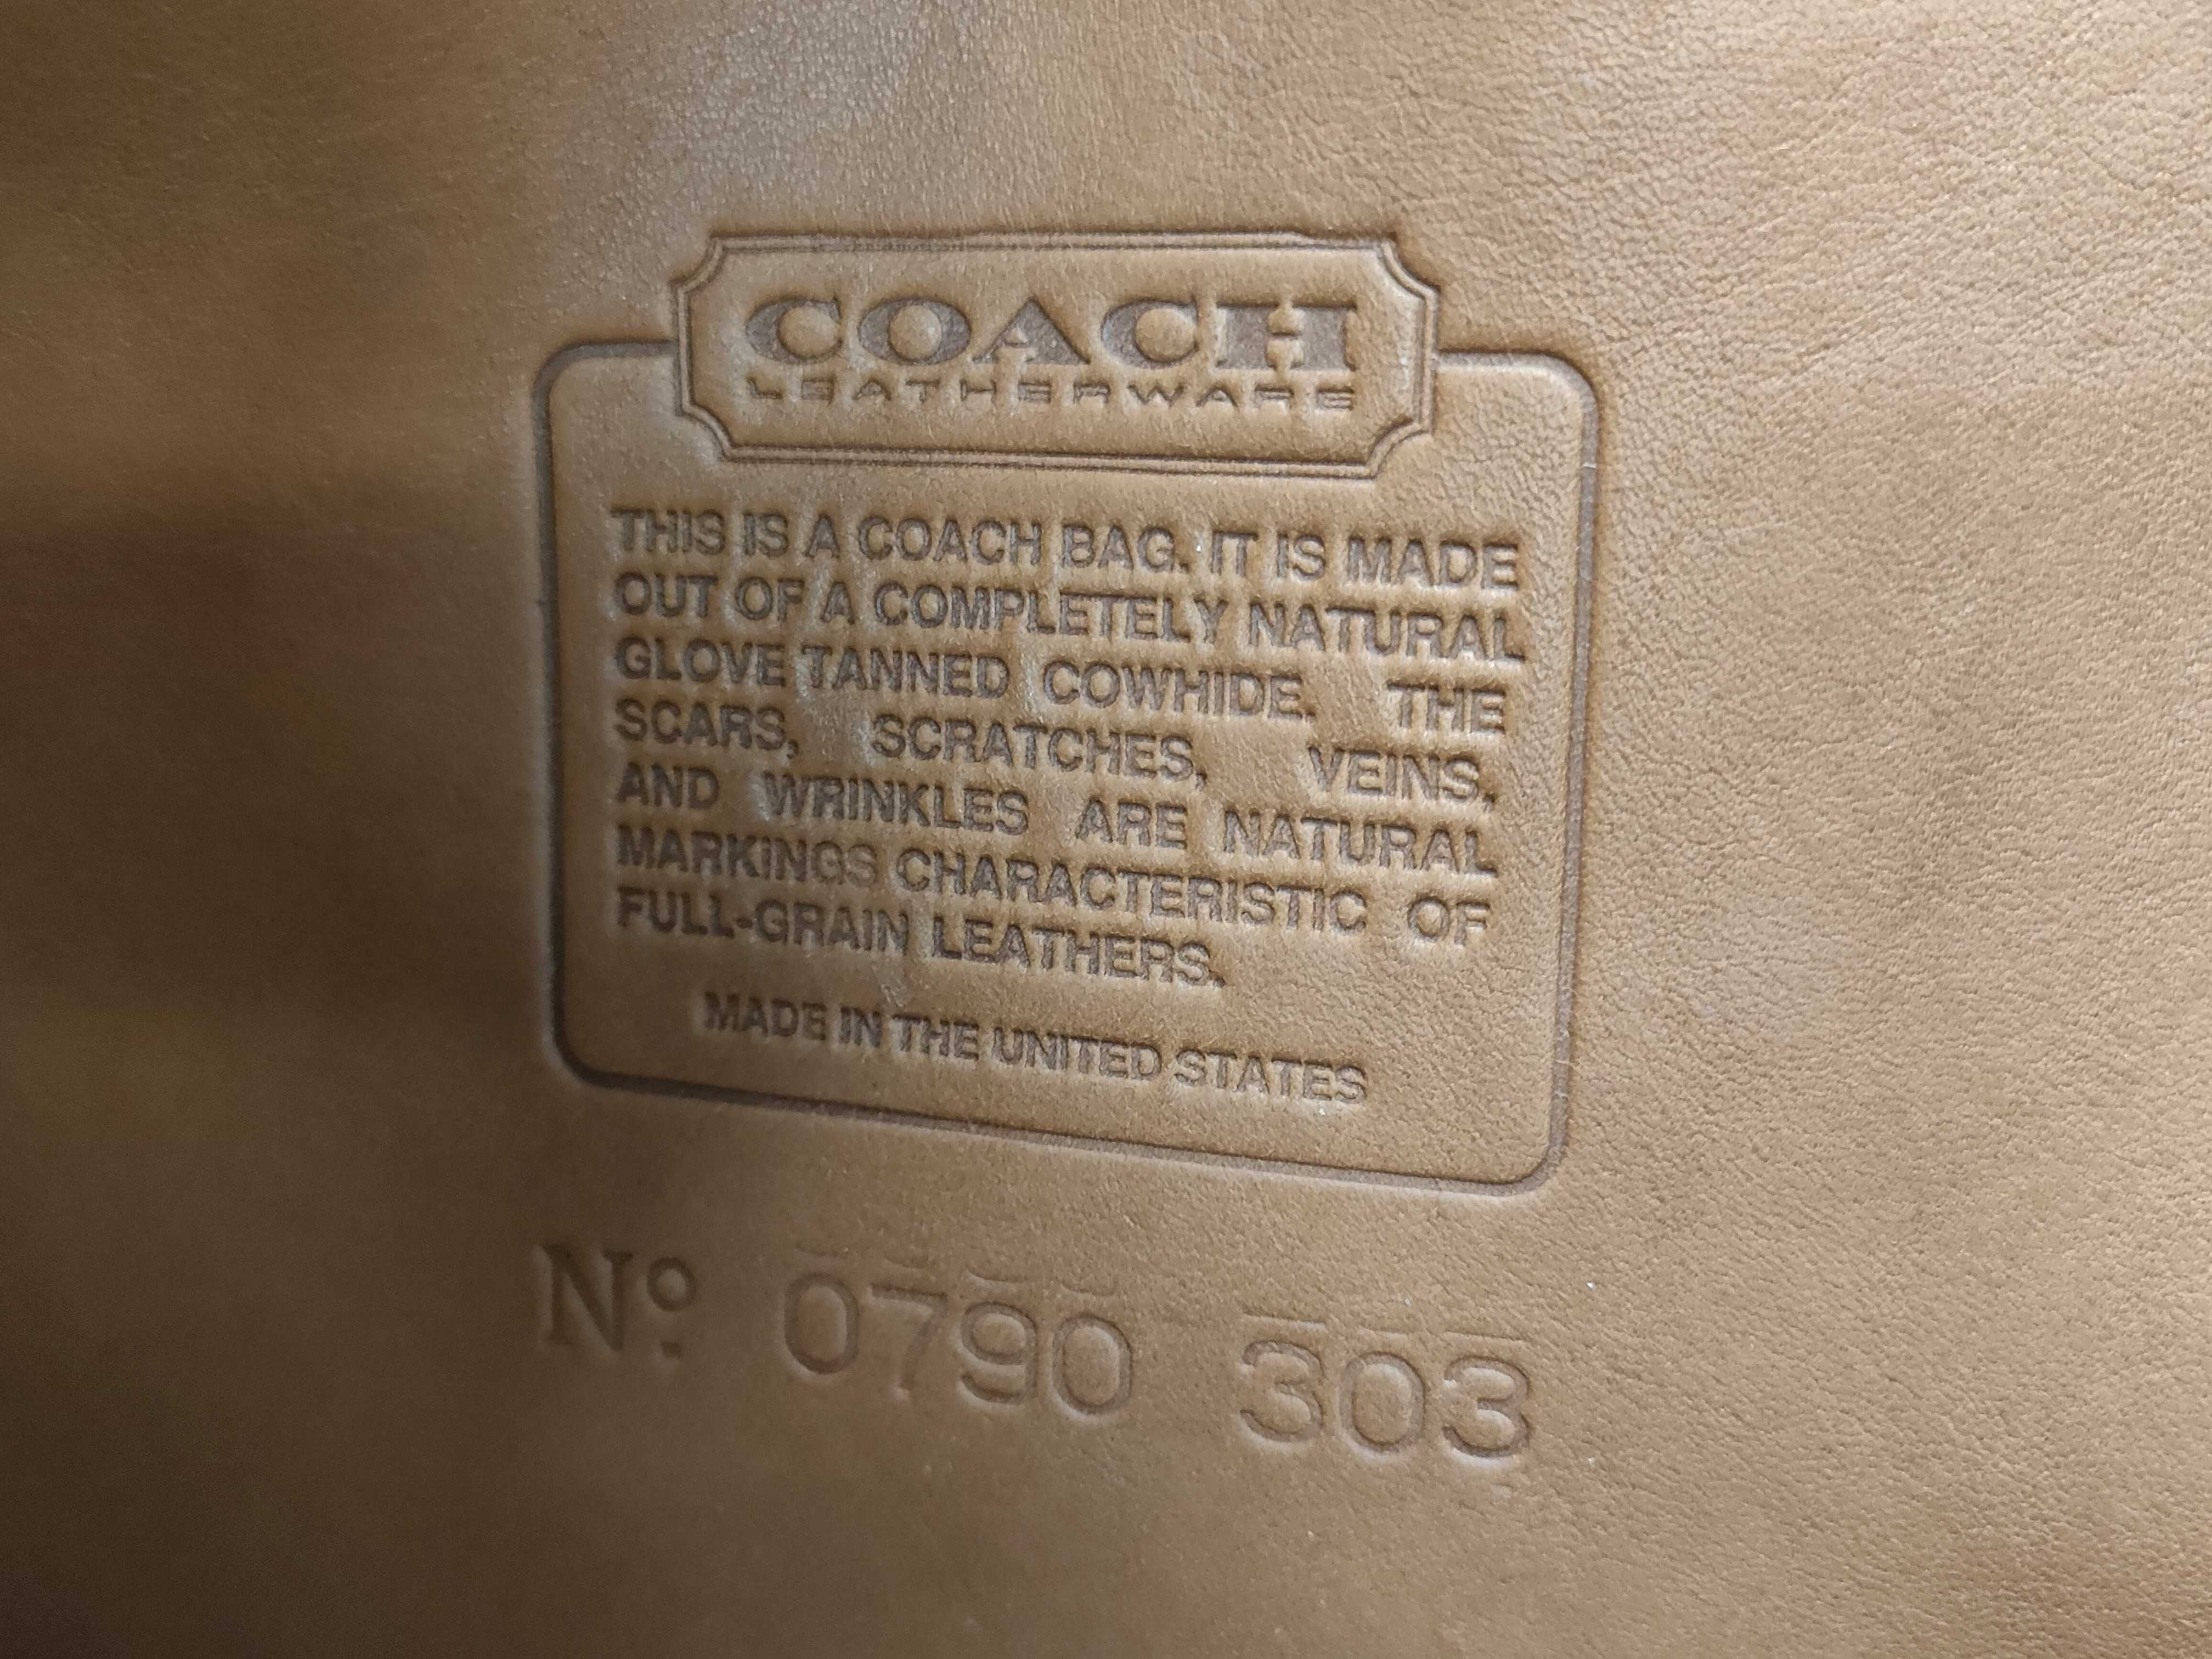 COACH
LEATHERWARE
THIS IS A COACH BAG. IT IS MADE
OUT OF A COMPLETELY NATURAL
GLOVE TANNED COWHIDE. THE
SCARS, SCRATCHES, VEINS,
AND WRINKLES ARE NATURAL
MARKINGS CHARACTERISTIC OF
FULL-GRAIN LEATHERS.
MADE IN THE UNITED STATES
Nº 0790 303